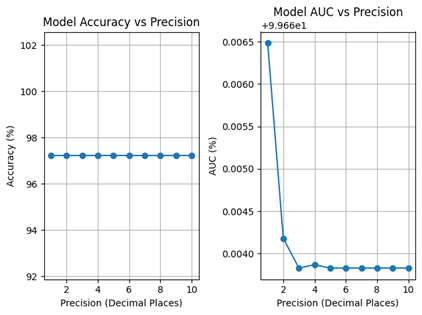 Model Accuracy vs Precision
102
100
98
96
94
92
Accuracy (%)
2 4 6 8 10
Precision (Decimal Places)
Model AUC vs Precision
+9.966e1
0.0065
0.0060
0.0055
0.0050
0.0045
0.0040
AUC (%)
2 4 6 8 10
Precision (Decimal Places)